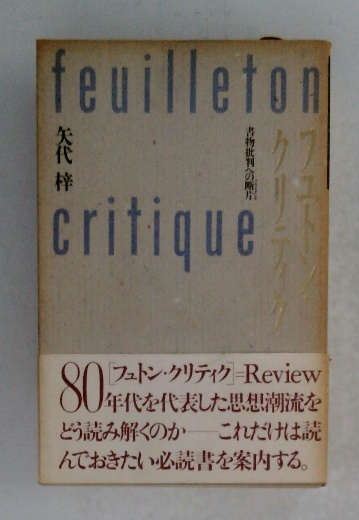 feuilleton
フュトン・
クリティク
書物批判への断片
矢代 梓
critique
[フュトン・クリティク]=Review
80年代を代表した思想潮流を
どう読み解くのか——これだけは読
んでおきたい必読書を案内する。